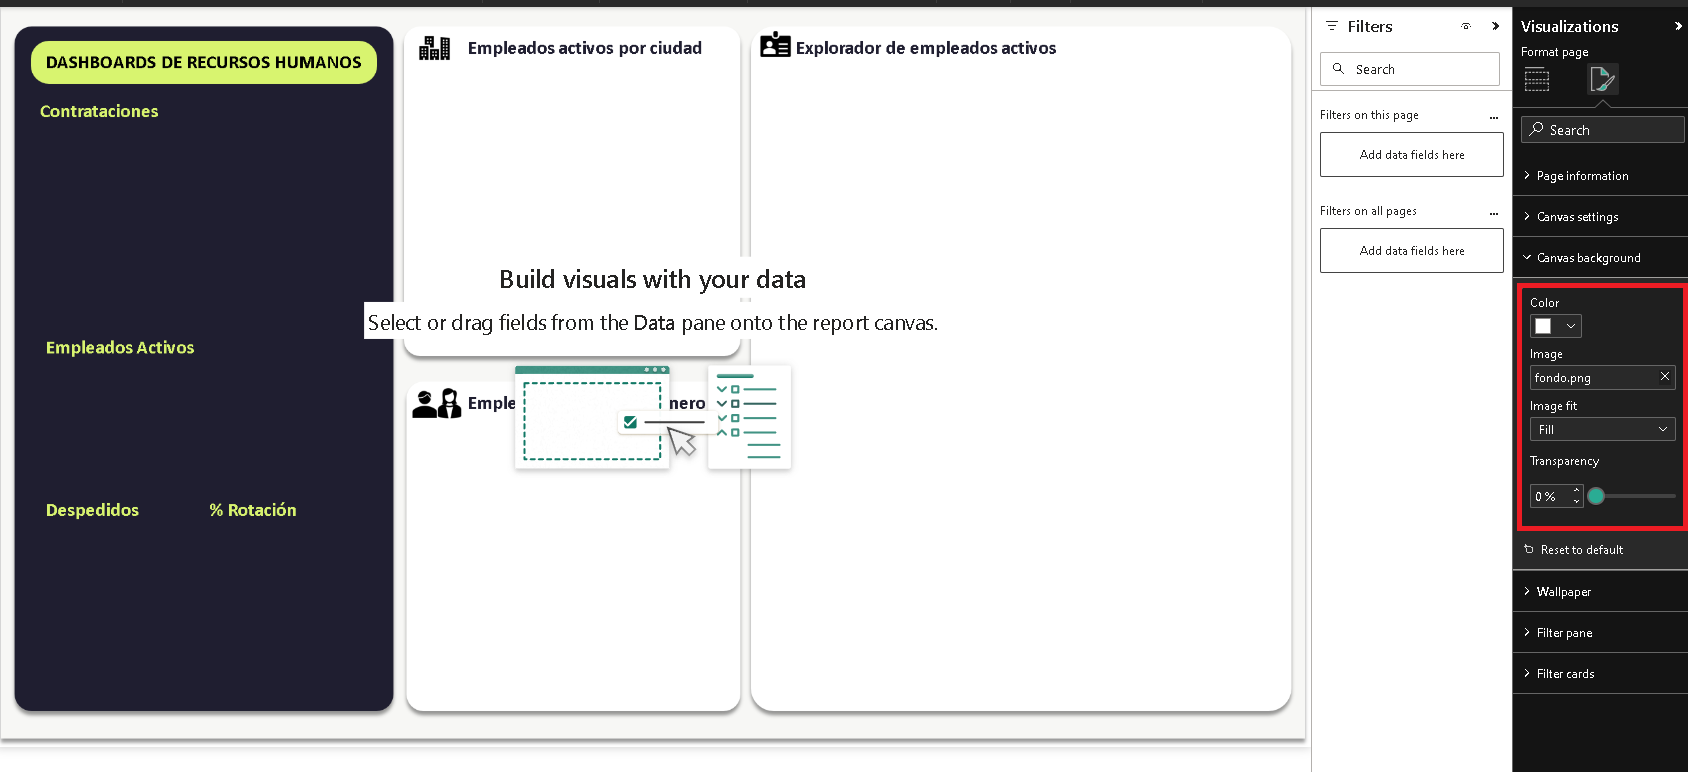 DASHBOARDS DE RECURSOS HUMANOS
Contrataciones
Empleados Activos
Despedidos
% Rotación
Empleados activos por ciudad
Explorador de empleados activos
Build visuals with your data
Select or drag fields from the Data pane onto the report canvas.
Emple
nero
Filters
Search
Filters on this page
...
Add data fields here
Filters on all pages
...
Add data fields here
Visualizations
Format page
Search
Page information
Canvas settings
Canvas background
Color
Image
fondo.png
Image fit
Fill
Transparency
0 %
Reset to default
Wallpaper
Filter pane
Filter cards